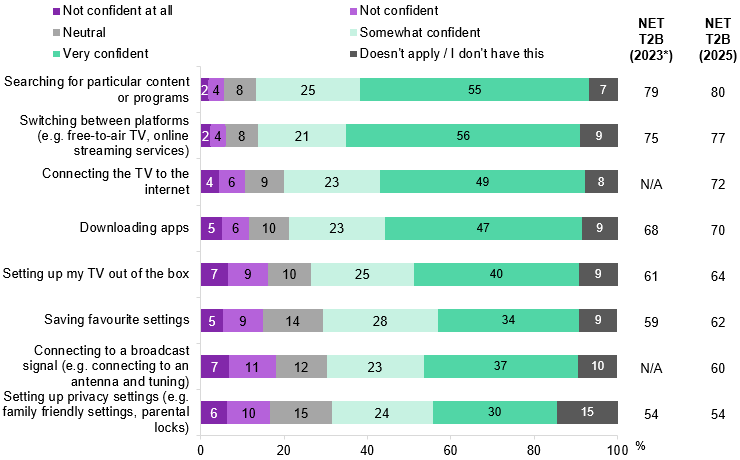 Not confident at all
Not confident
Neutral
Somewhat confident
Very confident
Doesn't apply / I don't have this
NET
T2B
(2023*)
NET
T2B
(2025)
Searching for particular content
or programs
2 4 8 25 55 7 79 80
Switching between platforms
(e.g. free-to-air TV, online
streaming services)
2 4 8 21 56 9 75 77
Connecting the TV to the
internet
4 6 9 23 49 8 N/A 72
Downloading apps
5 6 10 23 47 9 68 70
Setting up my TV out of the box
7 9 10 25 40 9 61 64
Saving favourite settings
5 9 14 28 34 9 59 62
Connecting to a broadcast
signal (e.g. connecting to an
antenna and tuning)
7 11 12 23 37 10 N/A 60
Setting up privacy settings (e.g.
family friendly settings, parental
locks)
6 10 15 24 30 15 54 54
0 20 40 60 80 100 %